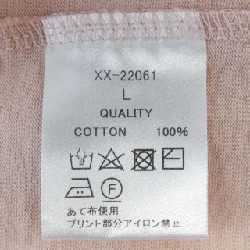 XX-22061
L
QUALITY
COTTON 100%
F
あて布使用
プリント部分アイロン禁止